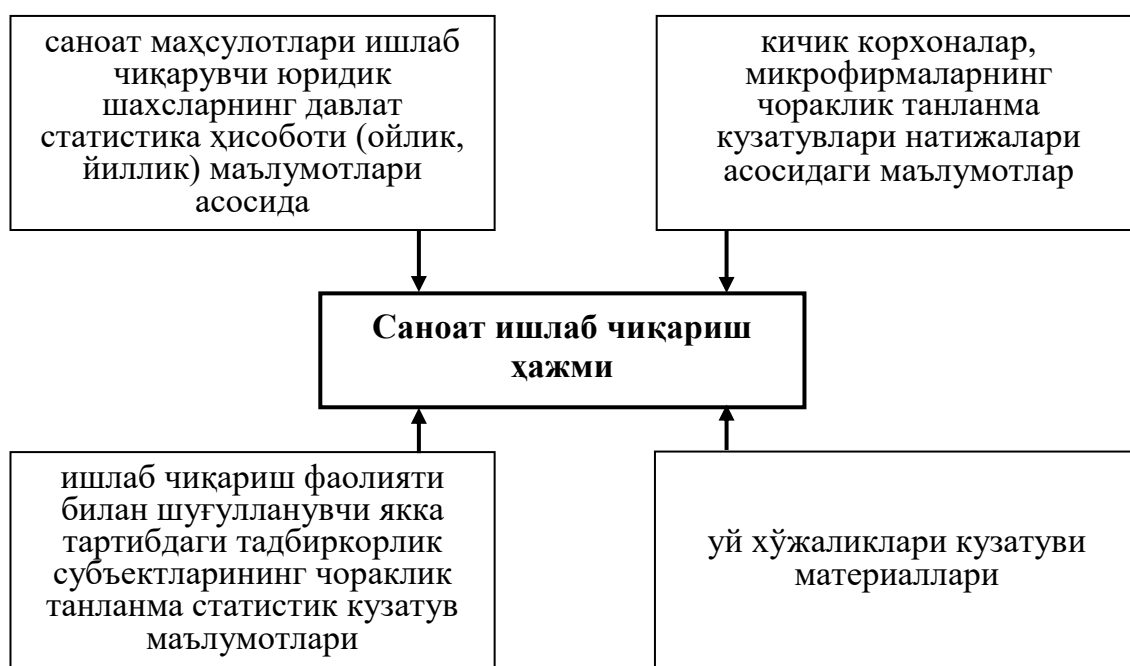 саноат маҳсулотлари ишлаб
чиқарувчи юридик
шахсларнинг давлат
статистика ҳисоботи (ойлик,
йиллик) маълумотлари
асосида
кичик корхоналар,
микрофирмаларнинг
чораклик танланма
кузатувлари натижалари
асосидаги маълумотлар
Саноат ишлаб чиқариш
ҳажми
ишлаб чиқариш фаолияти
билан шуғулланувчи якка
тартибдаги тадбиркорлик
субъектларининг чораклик
танланма статистик кузатув
маълумотлари
уй хўжаликлари кузатуви
материаллари